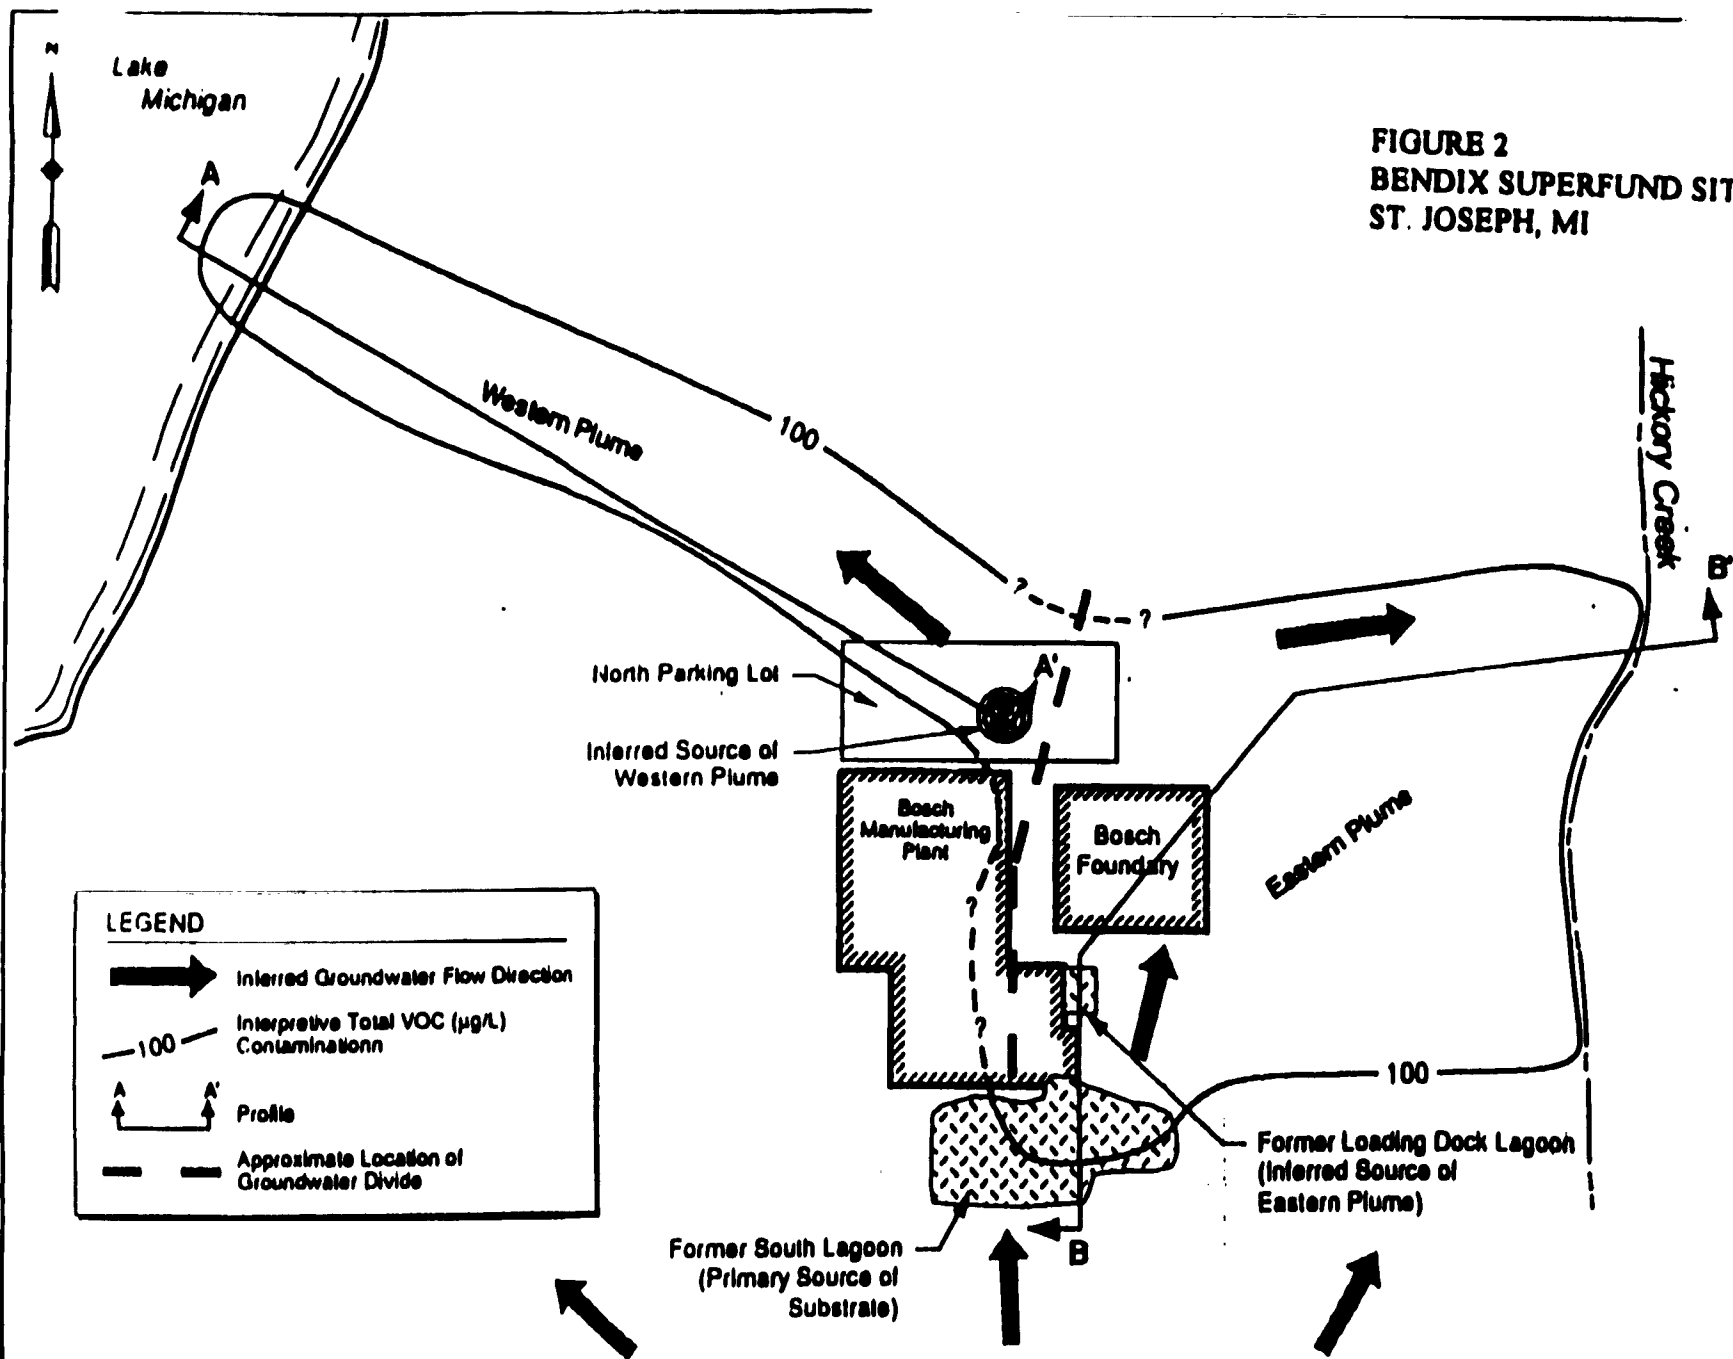 N
Lake
Michigan
A
FIGURE 2
BENDIX SUPERFUND SIT
ST. JOSEPH, MI
Hickory Creek
Western Plume
100
B'
?
?
North Parking Lot
A'
Inferred Source of
Western Plume
Bosch
Manufacturing
Plant
Bosch
Foundary
Eastern Plume
?
?
100
LEGEND
Inferred Groundwater Flow Direction
100
Interpretive Total VOC (µg/L)
Contaminationn
A A'
Profile
Approximate Location of
Groundwater Divide
Former Loading Dock Lagoon
(Inferred Source of
Eastern Plume)
Former South Lagoon
(Primary Source of
Substrate)
B